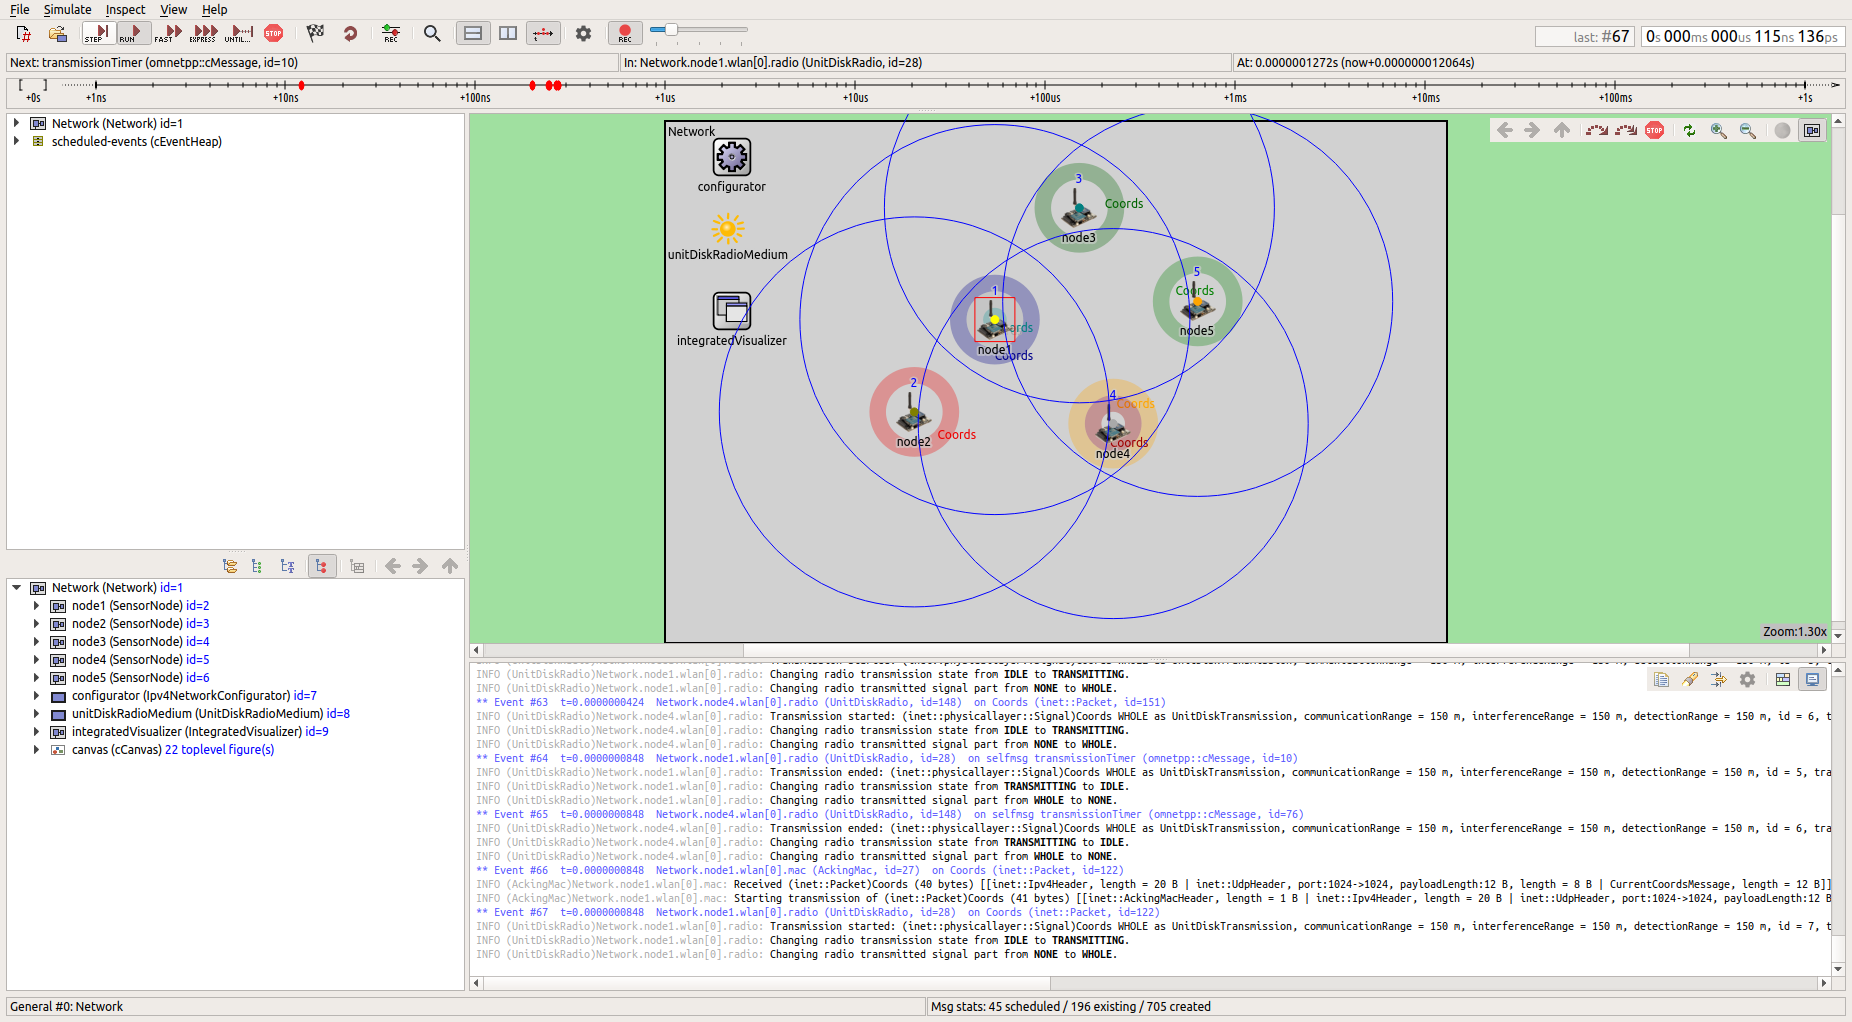 File Simulate Inspect View Help
STEP RUN FAST EXPRESS UNTIL... STOP REC REC
last: #67
0s 000ms 000us 115ns 136ps
Next: transmissionTimer (omnetpp::cMessage, id=10)
In: Network.node1.wlan[0].radio (UnitDiskRadio, id=28)
At: 0.0000001272s (now+0.000000012064s)
+0s +1ns +10ns +100ns +1us +10us +100us +1ms +10ms +100ms +1s
Network (Network) id=1
scheduled-events (cEventHeap)
Network (Network) id=1
node1 (SensorNode) id=2
node2 (SensorNode) id=3
node3 (SensorNode) id=4
node4 (SensorNode) id=5
node5 (SensorNode) id=6
configurator (Ipv4NetworkConfigurator) id=7
unitDiskRadioMedium (UnitDiskRadioMedium) id=8
integratedVisualizer (IntegratedVisualizer) id=9
canvas (cCanvas) 22 toplevel figure(s)
Network
configurator
unitDiskRadioMedium
integratedVisualizer
3
Coords
node3
5
Coords
node5
1
node1
Coords
2
node2
Coords
4
Coords
Coords
node4
STOP
Zoom:1.30x
INFO (UnitDiskRadio)Network.node1.wlan[0].radio: Changing radio transmission state from IDLE to TRANSMITTING.
INFO (UnitDiskRadio)Network.node1.wlan[0].radio: Changing radio transmitted signal part from NONE to WHOLE.
** Event #63 t=0.0000000424 Network.node4.wlan[0].radio (UnitDiskRadio, id=148) on Coords (inet::Packet, id=151)
INFO (UnitDiskRadio)Network.node4.wlan[0].radio: Transmission started: (inet::physicallayer::Signal)Coords WHOLE as UnitDiskTransmission, communicationRange = 150 m, interferenceRange = 150 m, detectionRange = 150 m, id = 6, t
INFO (UnitDiskRadio)Network.node4.wlan[0].radio: Changing radio transmission state from IDLE to TRANSMITTING.
INFO (UnitDiskRadio)Network.node4.wlan[0].radio: Changing radio transmitted signal part from NONE to WHOLE.
** Event #64 t=0.0000000848 Network.node1.wlan[0].radio (UnitDiskRadio, id=28) on selfmsg transmissionTimer (omnetpp::cMessage, id=10)
INFO (UnitDiskRadio)Network.node1.wlan[0].radio: Transmission ended: (inet::physicallayer::Signal)Coords WHOLE as UnitDiskTransmission, communicationRange = 150 m, interferenceRange = 150 m, detectionRange = 150 m, id = 5, tra
INFO (UnitDiskRadio)Network.node1.wlan[0].radio: Changing radio transmission state from TRANSMITTING to IDLE.
INFO (UnitDiskRadio)Network.node1.wlan[0].radio: Changing radio transmitted signal part from WHOLE to NONE.
** Event #65 t=0.0000000848 Network.node4.wlan[0].radio (UnitDiskRadio, id=148) on selfmsg transmissionTimer (omnetpp::cMessage, id=76)
INFO (UnitDiskRadio)Network.node4.wlan[0].radio: Transmission ended: (inet::physicallayer::Signal)Coords WHOLE as UnitDiskTransmission, communicationRange = 150 m, interferenceRange = 150 m, detectionRange = 150 m, id = 6, tra
INFO (UnitDiskRadio)Network.node4.wlan[0].radio: Changing radio transmission state from TRANSMITTING to IDLE.
INFO (UnitDiskRadio)Network.node4.wlan[0].radio: Changing radio transmitted signal part from WHOLE to NONE.
** Event #66 t=0.0000000848 Network.node1.wlan[0].mac (AckingMac, id=27) on Coords (inet::Packet, id=122)
INFO (AckingMac)Network.node1.wlan[0].mac: Received (inet::Packet)Coords (40 bytes) [[inet::Ipv4Header, length = 20 B | inet::UdpHeader, port:1024->1024, payloadLength:12 B, length = 8 B | CurrentCoordsMessage, length = 12 B]]
INFO (AckingMac)Network.node1.wlan[0].mac: Starting transmission of (inet::Packet)Coords (41 bytes) [[inet::AckingMacHeader, length = 1 B | inet::Ipv4Header, length = 20 B | inet::UdpHeader, port:1024->1024, payloadLength:12 B
** Event #67 t=0.0000000848 Network.node1.wlan[0].radio (UnitDiskRadio, id=28) on Coords (inet::Packet, id=122)
INFO (UnitDiskRadio)Network.node1.wlan[0].radio: Transmission started: (inet::physicallayer::Signal)Coords WHOLE as UnitDiskTransmission, communicationRange = 150 m, interferenceRange = 150 m, detectionRange = 150 m, id = 7, t
INFO (UnitDiskRadio)Network.node1.wlan[0].radio: Changing radio transmission state from IDLE to TRANSMITTING.
INFO (UnitDiskRadio)Network.node1.wlan[0].radio: Changing radio transmitted signal part from NONE to WHOLE.
General #0: Network
Msg stats: 45 scheduled / 196 existing / 705 created